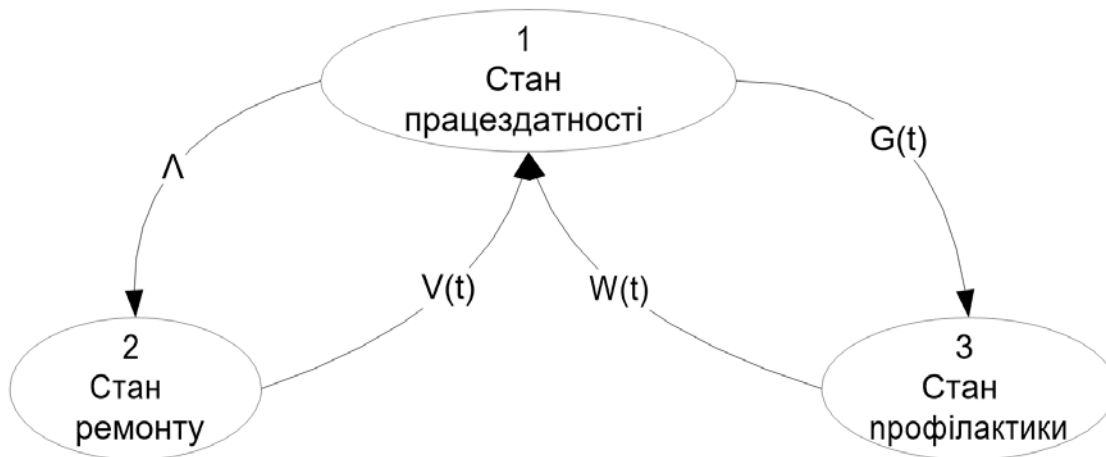 1
Стан
працездатності
Λ
G(t)
V(t)
W(t)
2
Стан
ремонту
3
Стан
профілактики